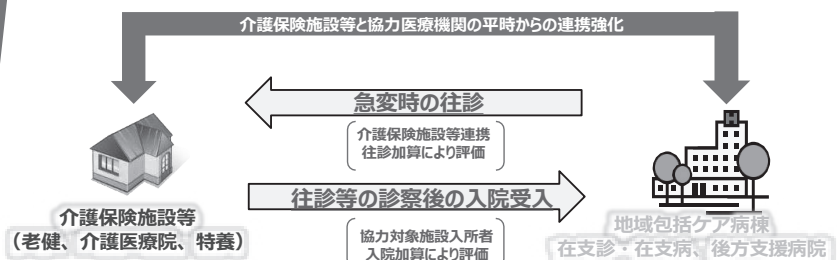 介護保険施設等と協力医療機関の平時からの連携強化
急変時の往診
介護保険施設等連携
往診加算により評価
往診等の診察後の入院受入
協力対象施設入所者
入院加算により評価
介護保険施設等
（老健、介護医療院、特養）
地域包括ケア病棟
在支診・在支病、後方支援病院